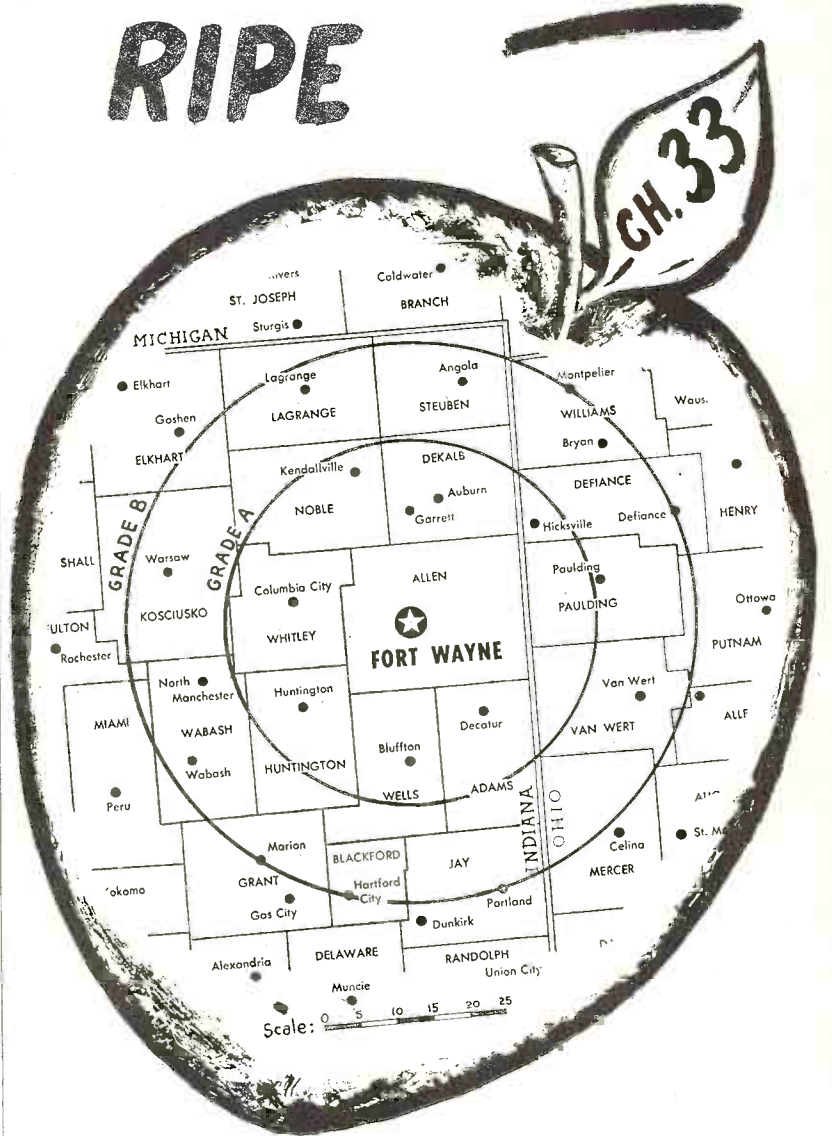 RIPE
CH. 33
Coldwater
ST. JOSEPH
BRANCH
Sturgis
MICHIGAN
Elkhart
Lagrange
Angola
Montpelier
Goshen
LAGRANGE
STEUBEN
WILLIAMS
Bryan
ELKHART
Kendallville
DEKALB
DEFIANCE
NOBLE
Auburn
Garrett
Hicksville
Defiance
HENRY
GRADE B
GRADE A
SHALL
Warsaw
Columbia City
ALLEN
Paulding
PAULDING
KOSCIUSKO
WHITLEY
FORT WAYNE
Ottowa
ULTON
Rochester
PUTNAM
North
Manchester
Huntington
Van Wert
MIAMI
WABASH
Decatur
VAN WERT
Wabash
HUNTINGTON
Bluffton
Peru
WELLS
ADAMS
INDIANA
OHIO
Marion
BLACKFORD
JAY
Celina
St. M
MERCER
GRANT
Hartford
City
Gas City
Portland
Dunkirk
okomo
Alexandria
DELAWARE
RANDOLPH
Union City
Muncie
Scale: 0 5 10 15 20 25